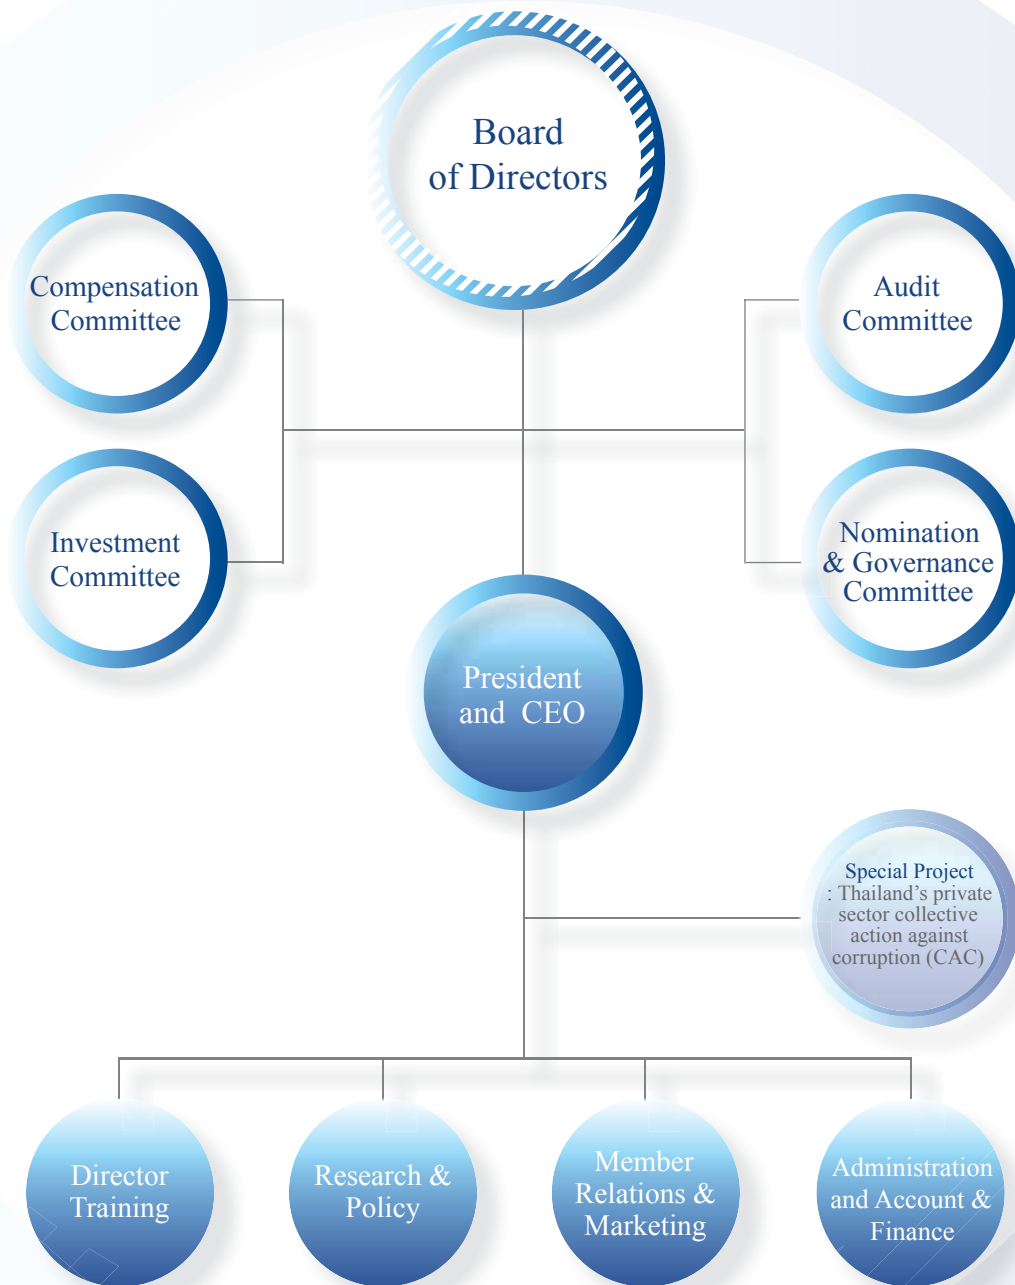 Board
of Directors
Compensation
Committee
Audit
Committee
Investment
Committee
Nomination
& Governance
Committee
President
and CEO
Special Project
: Thailand’s private
sector collective
action against
corruption (CAC)
Director
Training
Research &
Policy
Member
Relations &
Marketing
Administration
and Account &
Finance